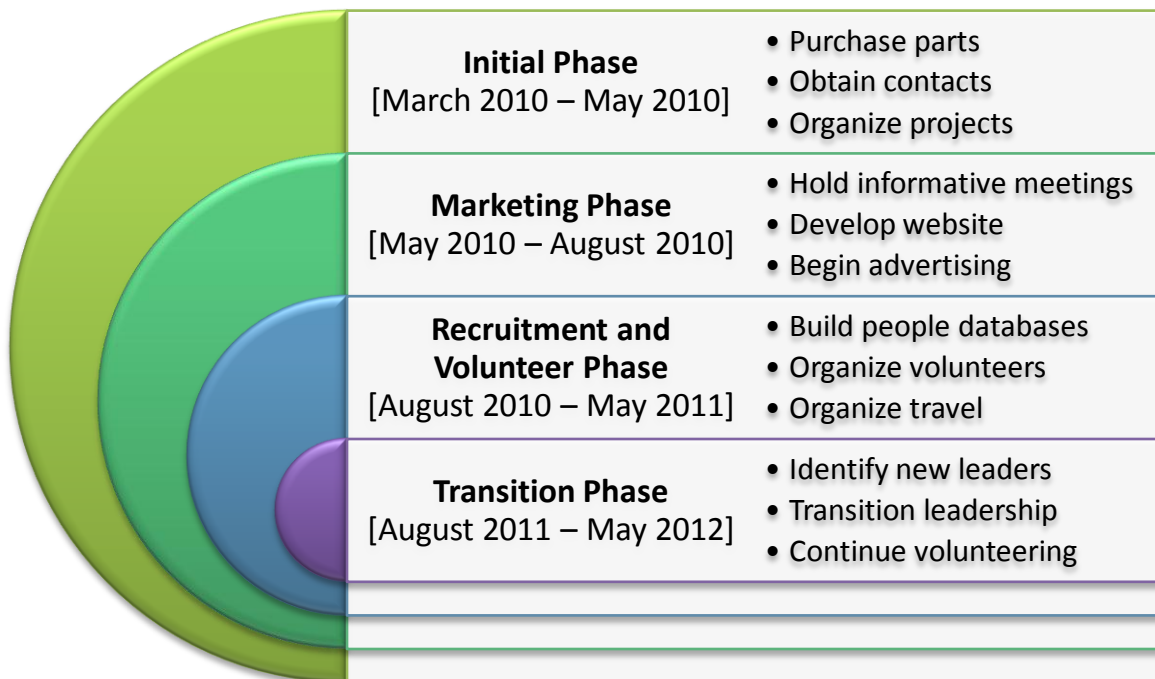 Initial Phase
[March 2010 – May 2010]
• Purchase parts
• Obtain contacts
• Organize projects
Marketing Phase
[May 2010 – August 2010]
• Hold informative meetings
• Develop website
• Begin advertising
Recruitment and
Volunteer Phase
[August 2010 – May 2011]
• Build people databases
• Organize volunteers
• Organize travel
Transition Phase
[August 2011 – May 2012]
• Identify new leaders
• Transition leadership
• Continue volunteering